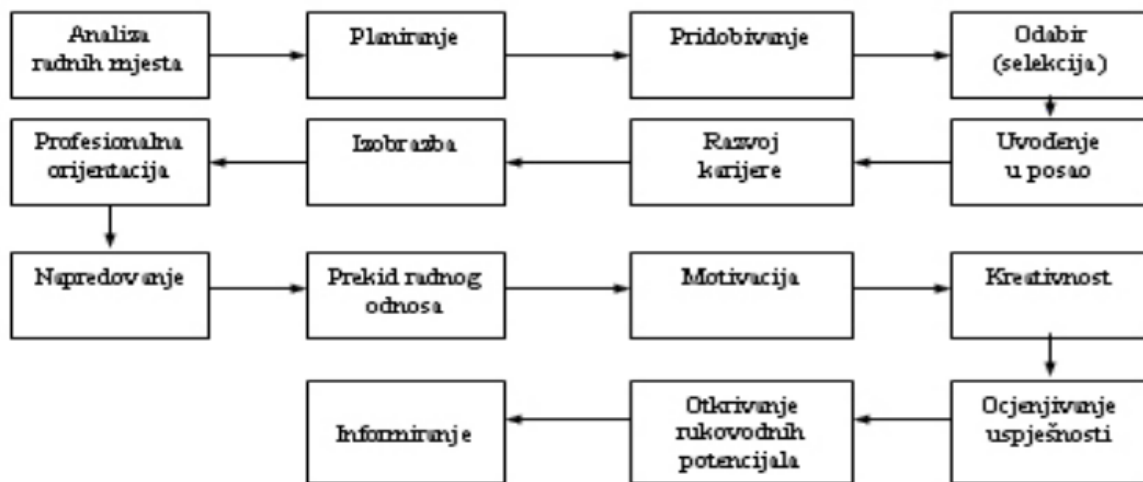 Analiza
radnih mjesta
Planiranje
Pridobivanje
Odabir
(selekcija)
Uvođenje
u posao
Razvoj
karijere
Izobrazba
Profesionalna
orijentacija
Napredovanje
Prekid radnog
odnosa
Motivacija
Kreativnost
Ocjenjivanje
uspješnosti
Otkrivanje
rukovodnih
potencijala
Informiranje